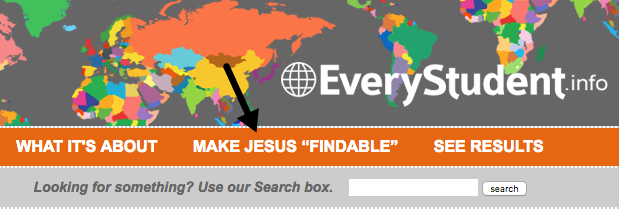 EveryStudent.info
WHAT IT'S ABOUT MAKE JESUS “FINDABLE” SEE RESULTS
Looking for something? Use our Search box. search